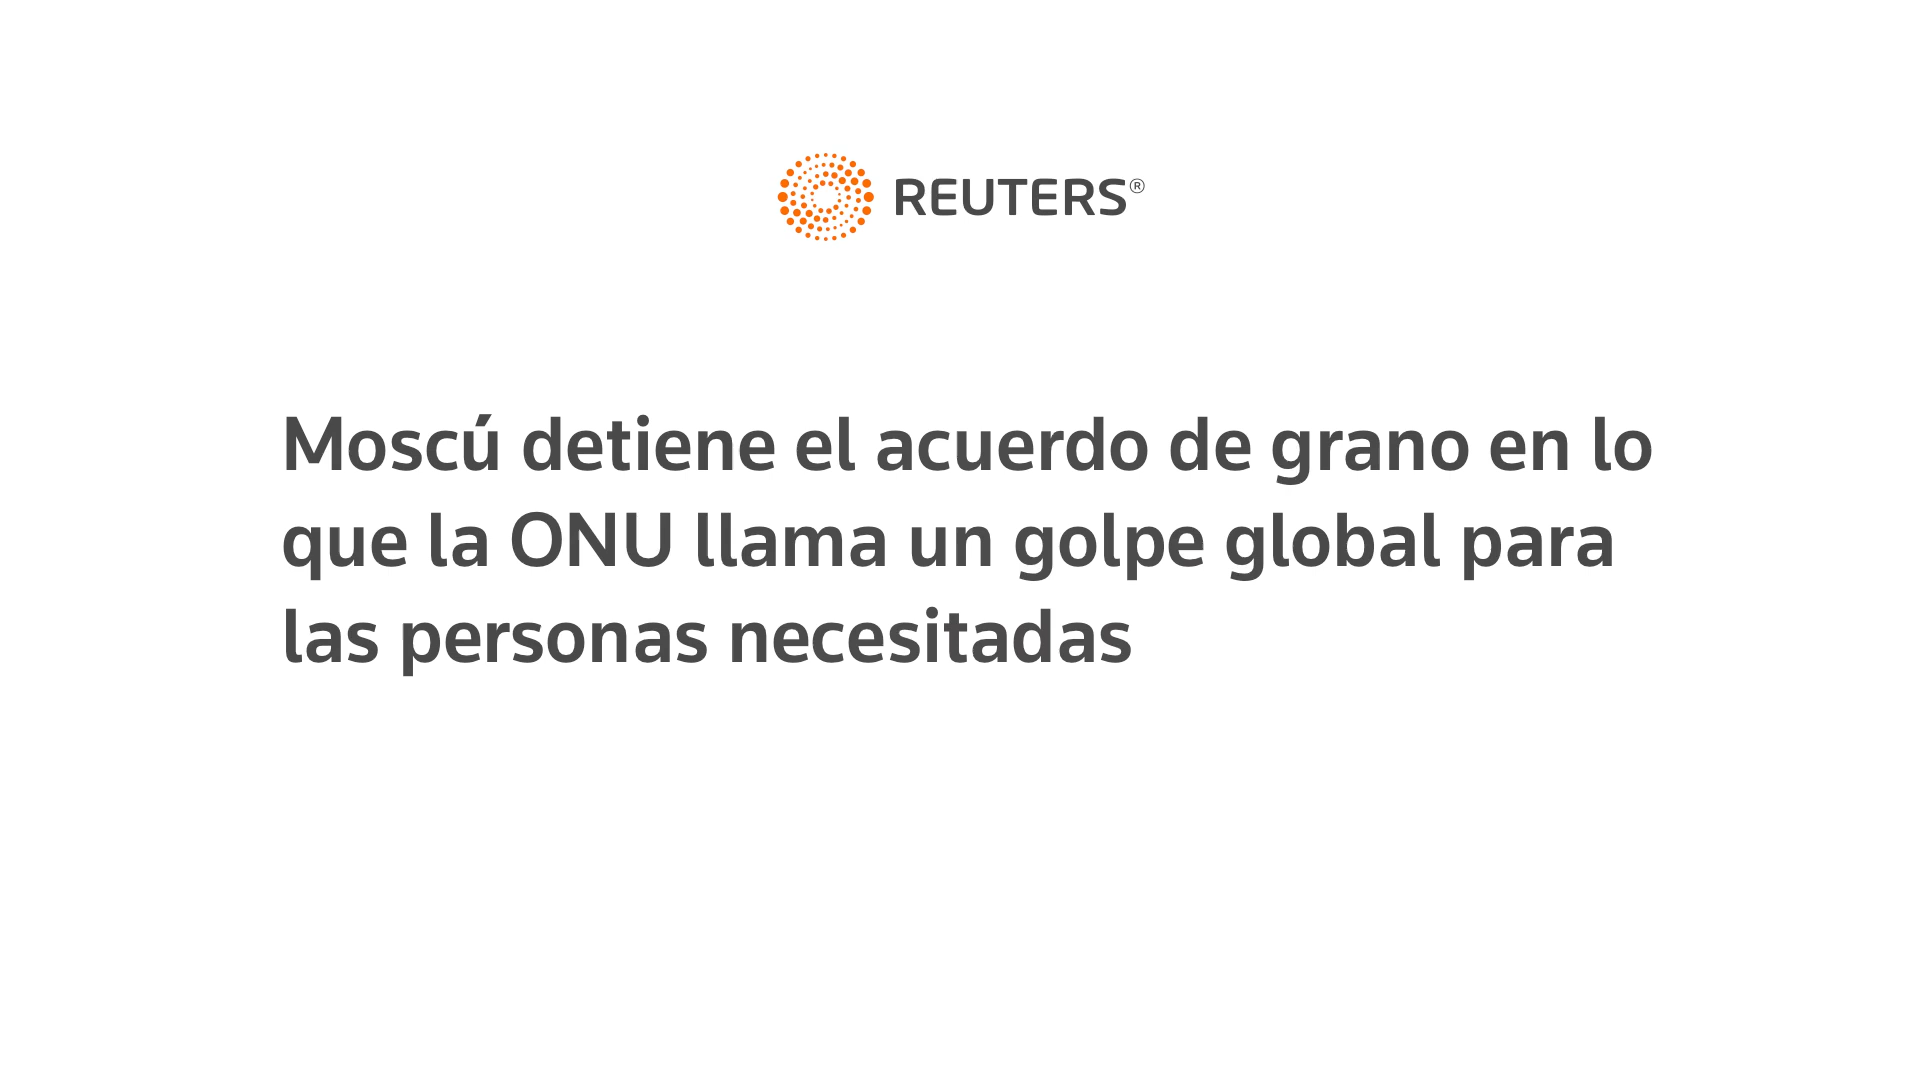 REUTERS®
Moscú detiene el acuerdo de grano en lo
que la ONU llama un golpe global para
las personas necesitadas